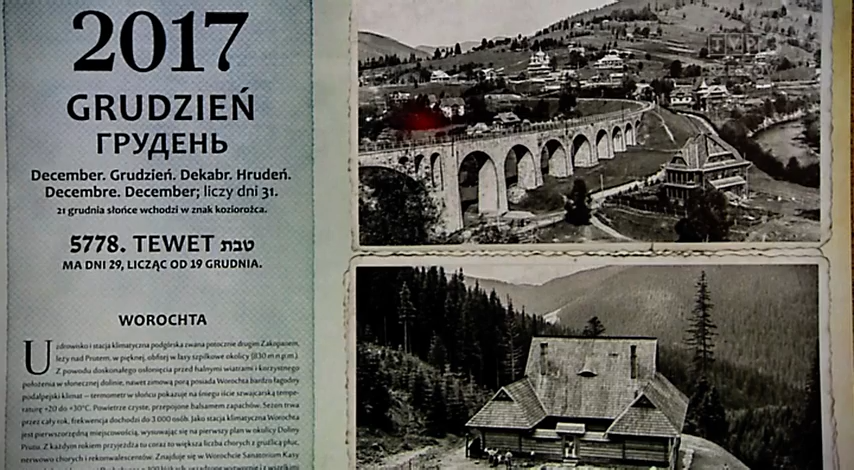 2017
GRUDZIEŃ
ГРУДЕНЬ
December. Grudzień. Dekabr. Hrudeń.
Decembre. December; liczy dni 31.
21 grudnia słońce wchodzi w znak koziorożca.
5778. TEWET טבת
MA DNI 29, LICZĄC OD 19 GRUDNIA.
WOROCHTA
Uzdrowisko i stacja klimatyczna podgórska zwana potocznie drugim Zakopanem,
leży nad Prutem, w pięknej, obfitej w lasy szpilkowe okolicy (830 m n.p.m.).
Z powodu doskonałego osłonięcia przed halnymi wiatrami i korzystnego
położenia w słonecznej dolinie, nawet zimową porą posiada Worochta bardzo łagodny
podalpejski klimat – termometr w słońcu pokazuje na śniegu iście szwajcarską tempe-
raturę +20 do +30°C. Powietrze czyste, przepojone balsamem zapachów. Sezon trwa
przez cały rok, frekwencja dochodzi do 3 000 osób. Jako stacja klimatyczna Worochta
jest pierwszorzędną miejscowością, wysuwając się na pierwszy plan w okolicy Doliny
Prutu. Z każdym rokiem przyjeżdża tu coraz to większa liczba chorych z gruźlicą płuc,
nerwowo chorych i rekonwalescentów. Znajduje się w Worochcie Sanatorium Kasy